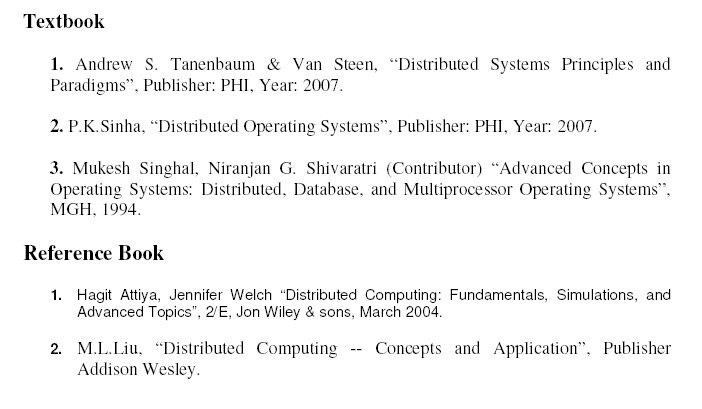 Textbook
1. Andrew S. Tanenbaum & Van Steen, “Distributed Systems Principles and
Paradigms”, Publisher: PHI, Year: 2007.
2. P.K.Sinha, “Distributed Operating Systems”, Publisher: PHI, Year: 2007.
3. Mukesh Singhal, Niranjan G. Shivaratri (Contributor) “Advanced Concepts in
Operating Systems: Distributed, Database, and Multiprocessor Operating Systems”,
MGH, 1994.
Reference Book
1. Hagit Attiya, Jennifer Welch “Distributed Computing: Fundamentals, Simulations, and
Advanced Topics”, 2/E, Jon Wiley & sons, March 2004.
2. M.L.Liu, “Distributed Computing -- Concepts and Application”, Publisher
Addison Wesley.